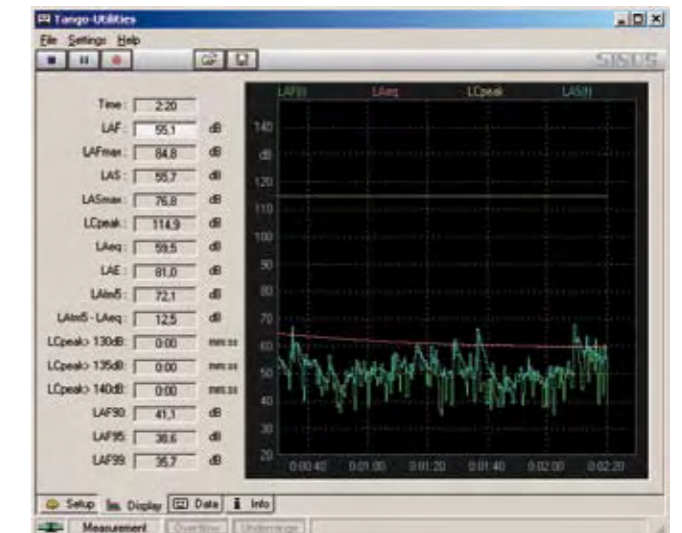 Tango-Utilities
File Settings Help
SISUS
Time : 2:20
LAF : 55,1 dB
LAFmax : 84,8 dB
LAS : 55,7 dB
LASmax : 76,8 dB
LCpeak : 114,9 dB
LAeq : 59,5 dB
LAE : 81,0 dB
LAtm5 : 72,1 dB
LAtm5 - LAeq : 12,5 dB
LCpeak> 130dB: 0:00 mm:ss
LCpeak> 135dB: 0:00 mm:ss
LCpeak> 140dB: 0:00 mm:ss
LAF90: 41,1 dB
LAF95: 38,6 dB
LAF99: 35,7 dB
LAF(t) LAeq LCpeak LAS(t)
140
dB
120
110
100
90
80
70
60
50
40
30
20
0:00:40 0:01:00 0:01:20 0:01:40 0:02:00 0:02:20
Setup Display Data Info
Measurement Overflow Underrange